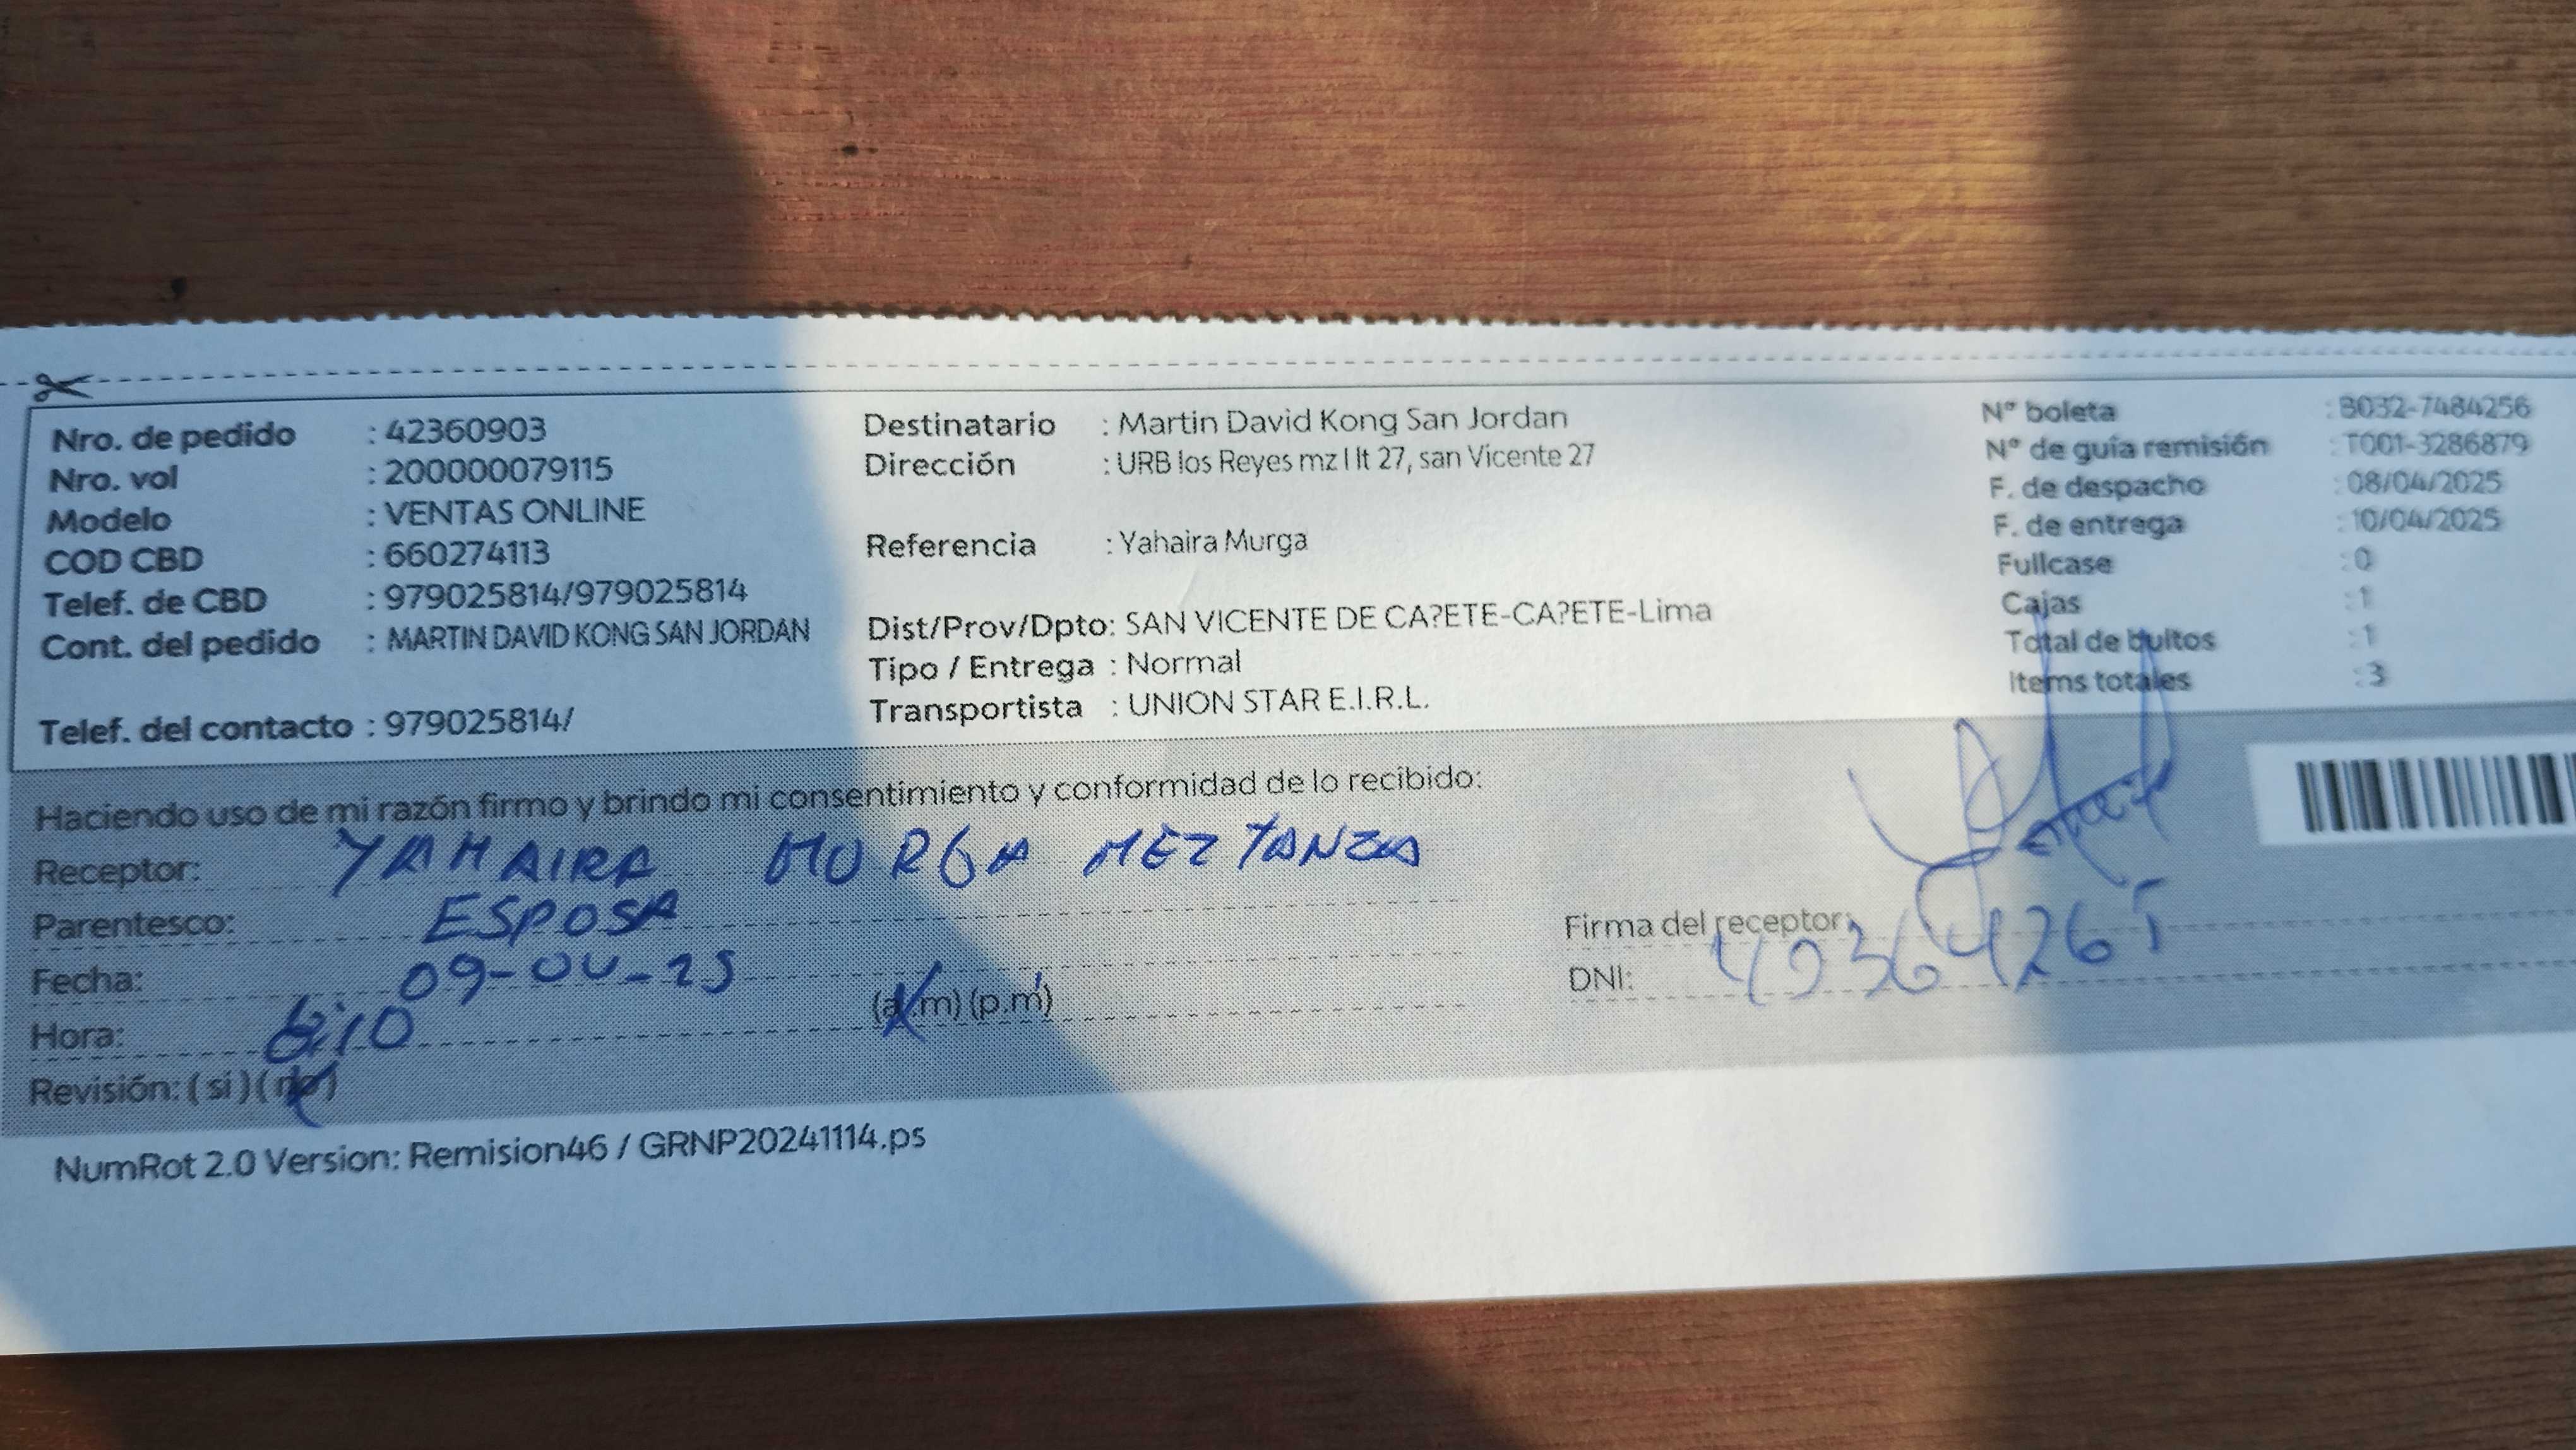 Nro. de pedido : 42360903
Nro. vol : 200000079115
Modelo : VENTAS ONLINE
COD CBD : 660274113
Telef. de CBD : 979025814/979025814
Cont. del pedido : MARTIN DAVID KONG SAN JORDAN
Telef. del contacto : 979025814/
Destinatario : Martin David Kong San Jordan
Dirección : URB los Reyes mz I lt 27, san Vicente 27
Referencia : Yahaira Murga
Dist/Prov/Dpto: SAN VICENTE DE CA?ETE-CA?ETE-Lima
Tipo / Entrega : Normal
Transportista : UNION STAR E.I.R.L.
N° boleta : B032-7484256
N° de guía remisión : T001-3286879
F. de despacho : 08/04/2025
F. de entrega : 10/04/2025
Fullcase : 0
Cajas : 1
Total de bultos : 1
Items totales : 3
Haciendo uso de mi razón firmo y brindo mi consentimiento y conformidad de lo recibido:
Receptor: YAHAIRA MURGA MEZTANZA
Parentesco: ESPOSA
Fecha: 09-04-25
Hora: (a.m) (p.m)
Revisión: ( si ) ( no )
Firma del receptor:
DNI:
NumRot 2.0 Version: Remision46 / GRNP20241114.ps